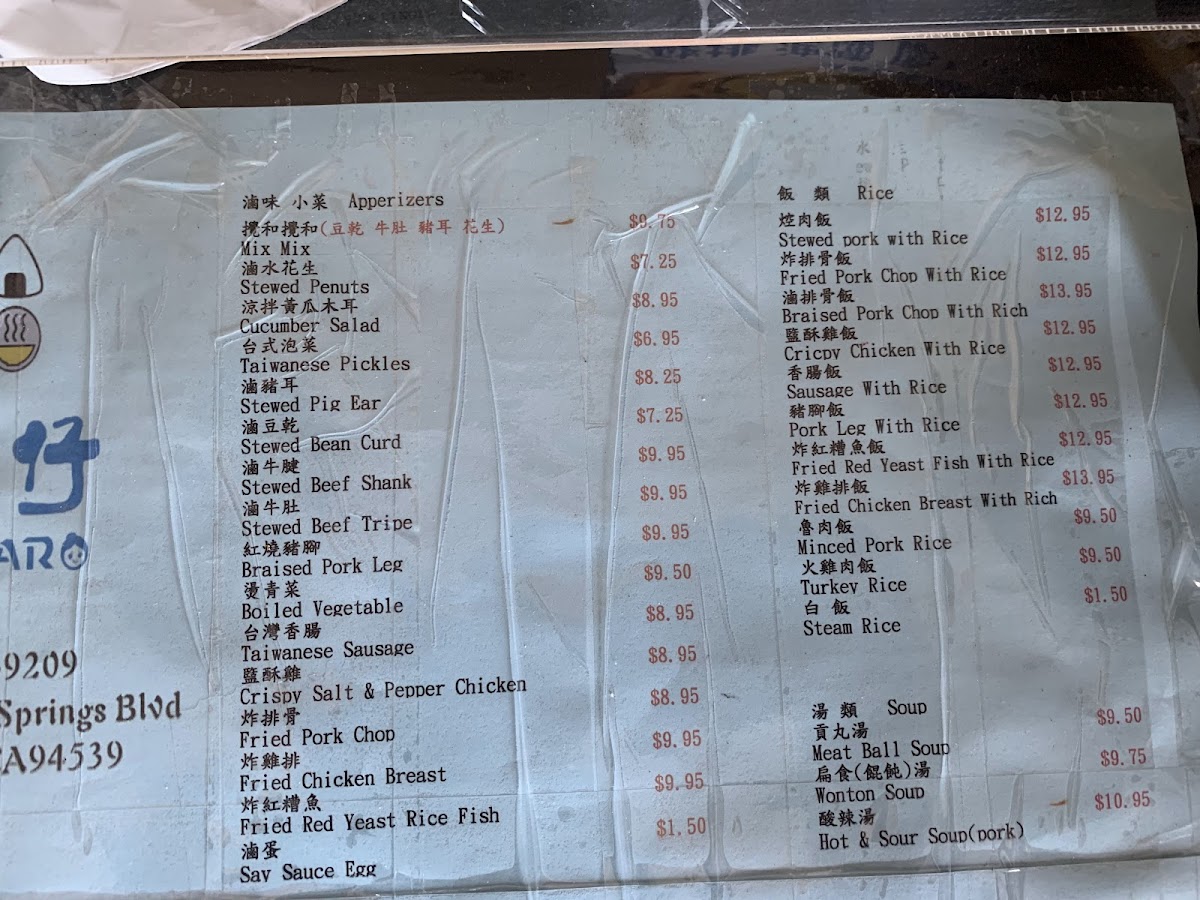 仔
ARO
9209
Springs Blvd
CA94539
滷味 小菜 Apperizers
攪和攪和(豆乾 牛肚 豬耳 花生) $9.75
Mix Mix
滷水花生 $7.25
Stewed Penuts
涼拌黃瓜木耳 $8.95
Cucumber Salad
台式泡菜 $6.95
Taiwanese Pickles
滷豬耳 $8.25
Stewed Pig Ear
滷豆乾 $7.25
Stewed Bean Curd
滷牛腱 $9.95
Stewed Beef Shank
滷牛肚 $9.95
Stewed Beef Tripe
紅燒豬腳 $9.95
Braised Pork Leg
燙青菜 $9.50
Boiled Vegetable
台灣香腸 $8.95
Taiwanese Sausage
鹽酥雞 $8.95
Crispy Salt & Pepper Chicken
炸排骨 $8.95
Fried Pork Chop
炸雞排 $9.95
Fried Chicken Breast
炸紅糟魚 $9.95
Fried Red Yeast Rice Fish
滷蛋 $1.50
Say Sauce Egg
飯 類 Rice
焢肉飯 $12.95
Stewed pork with Rice
炸排骨飯 $12.95
Fried Pork Chop With Rice
滷排骨飯 $13.95
Braised Pork Chop With Rich
鹽酥雞飯 $12.95
Cricpy Chicken With Rice
香腸飯 $12.95
Sausage With Rice
豬腳飯 $12.95
Pork Leg With Rice
炸紅糟魚飯 $12.95
Fried Red Yeast Fish With Rice
炸雞排飯 $13.95
Fried Chicken Breast With Rich
魯肉飯 $9.50
Minced Pork Rice
火雞肉飯 $9.50
Turkey Rice
白 飯 $1.50
Steam Rice
湯 類 Soup
貢丸湯 $9.50
Meat Ball Soup
扁食(餛飩)湯 $9.75
Wonton Soup
酸辣湯 $10.95
Hot & Sour Soup(pork)